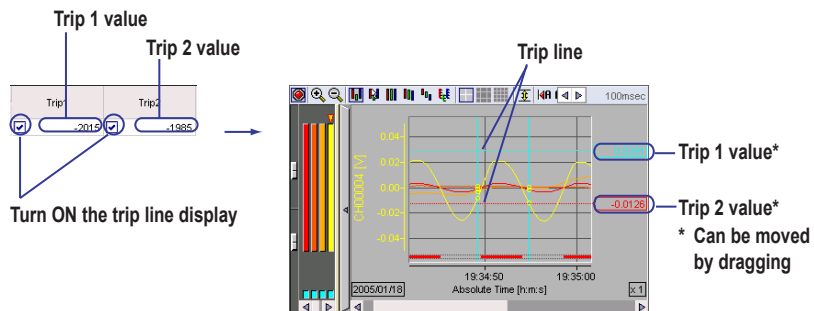 Trip 1 value
Trip 2 value
Trip1
Trip2
-2015
-1985
Turn ON the trip line display
Trip line
100msec
CH00004 [V]
0.04
0.02
0.00
-0.02
-0.04
-0.0126
19:34:50
19:35:00
2005/01/18
Absolute Time [h:m:s]
x 1
Trip 1 value*
Trip 2 value*
* Can be moved
by dragging